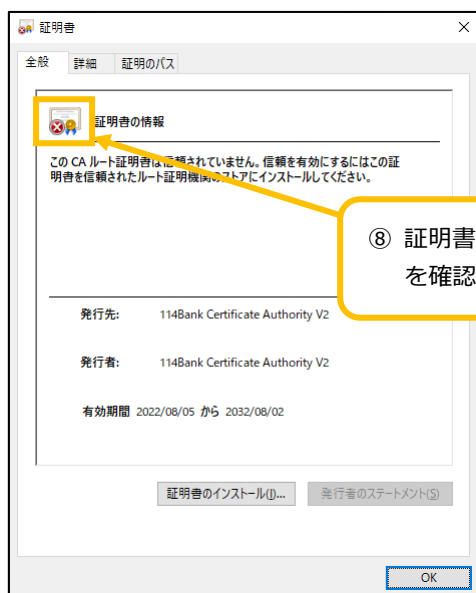 証明書
全般 詳細 証明のパス
証明書の情報
この CA ルート証明書は信頼されていません。信頼を有効にするにはこの証
明書を信頼されたルート証明機関のストアにインストールしてください。
⑧ 証明書
を確認
発行先: 114Bank Certificate Authority V2
発行者: 114Bank Certificate Authority V2
有効期間 2022/08/05 から 2032/08/02
証明書のインストール(I)... 発行者のステートメント(S)
OK